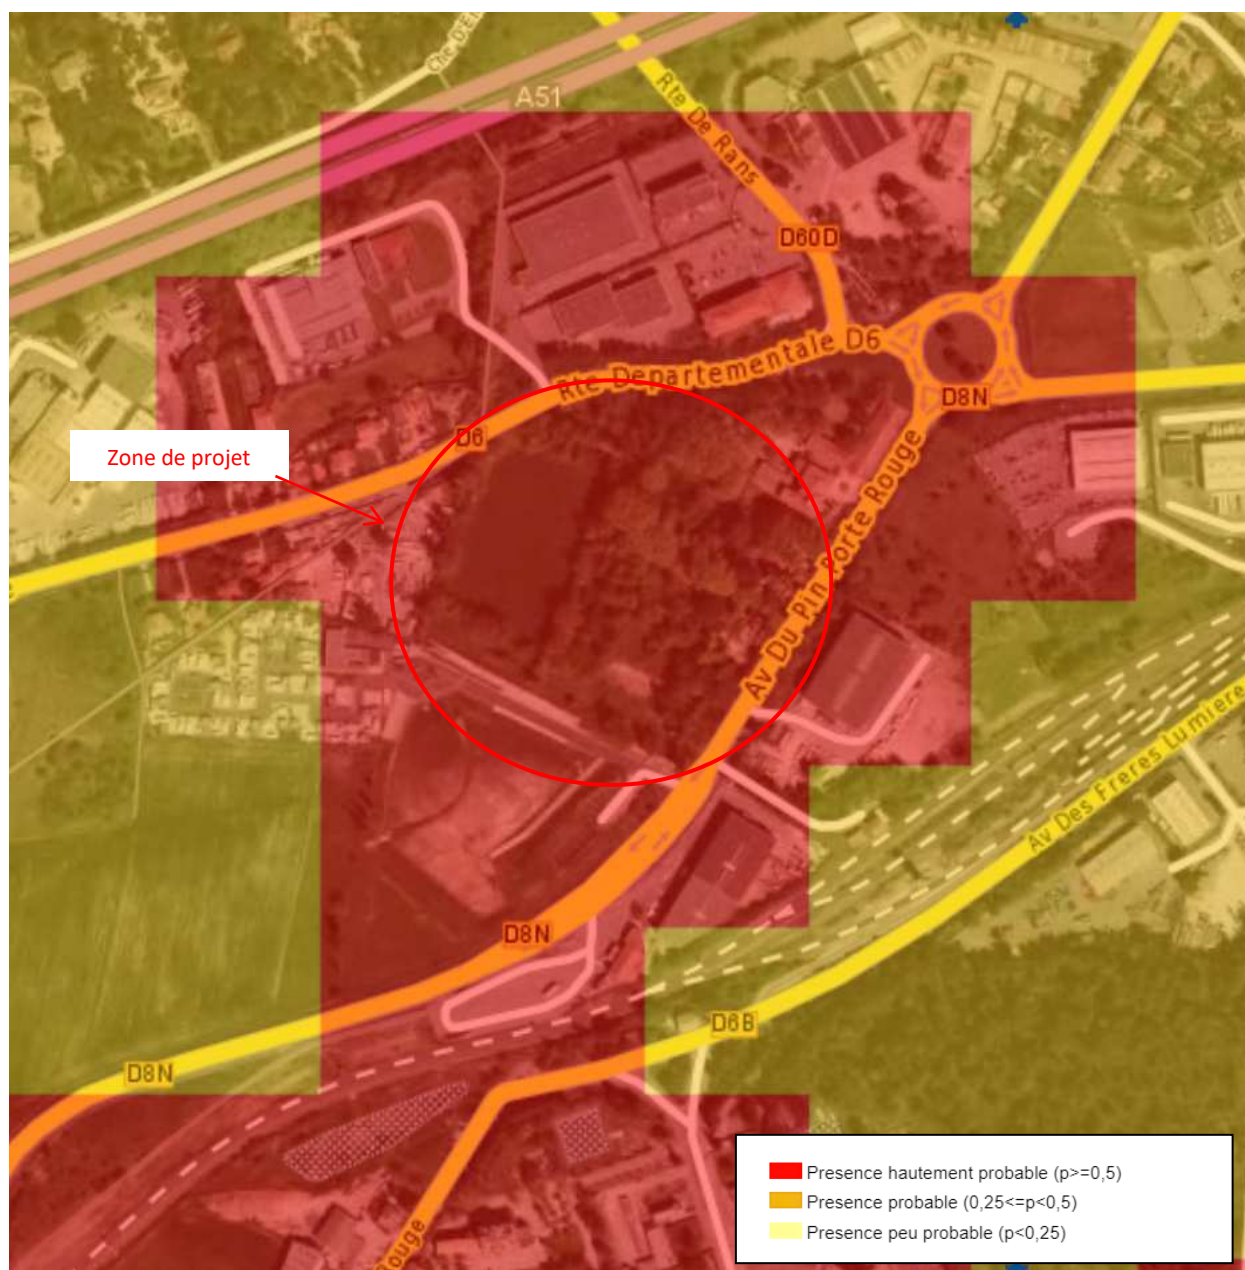 Che D'E
A51
Rte De Rans
D60D
Rte Departementale D6
D8N
D6
Zone de projet
Av Du Pin Porte Rouge
Av Des Freres Lumiere
D8N
D6B
D8N
Rouge
Presence hautement probable (p>=0,5)
Presence probable (0,25<=p<0,5)
Presence peu probable (p<0,25)